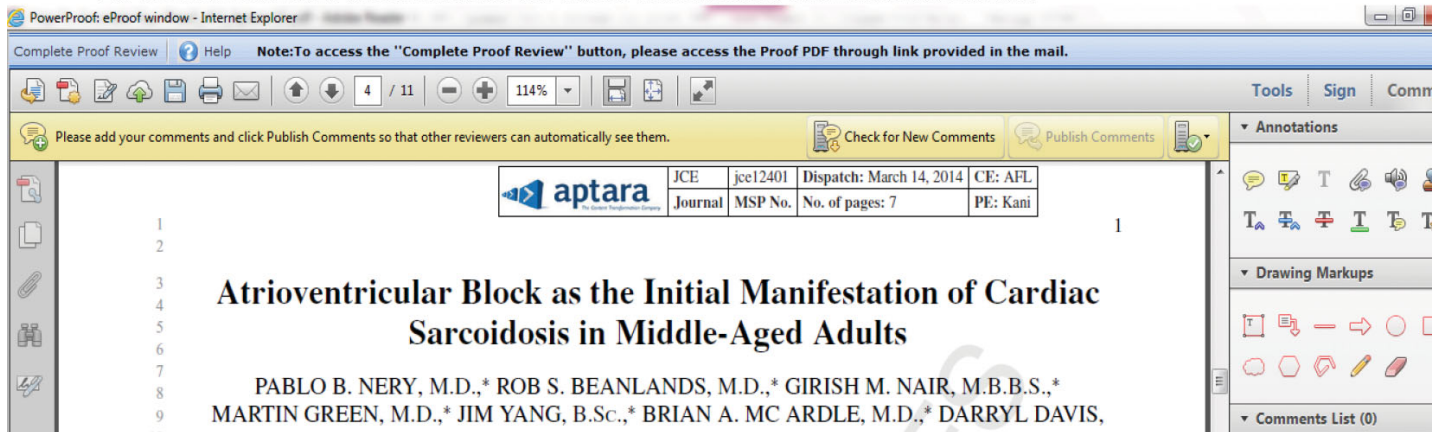 PowerProof: eProof window - Internet Explorer
Complete Proof Review Help Note:To access the "Complete Proof Review" button, please access the Proof PDF through link provided in the mail.
4 / 11 114% Tools Sign Comm
Please add your comments and click Publish Comments so that other reviewers can automatically see them. Check for New Comments Publish Comments
Annotations
aptara JCE jce12401 Dispatch: March 14, 2014 CE: AFL
Journal MSP No. No. of pages: 7 PE: Kani
1 1
2
3
4 Atrioventricular Block as the Initial Manifestation of Cardiac
Drawing Markups
5 Sarcoidosis in Middle-Aged Adults
6
7
8 PABLO B. NERY, M.D.,* ROB S. BEANLANDS, M.D.,* GIRISH M. NAIR, M.B.B.S.,*
9 MARTIN GREEN, M.D.,* JIM YANG, B.Sc.,* BRIAN A. MC ARDLE, M.D.,* DARRYL DAVIS,
Comments List (0)